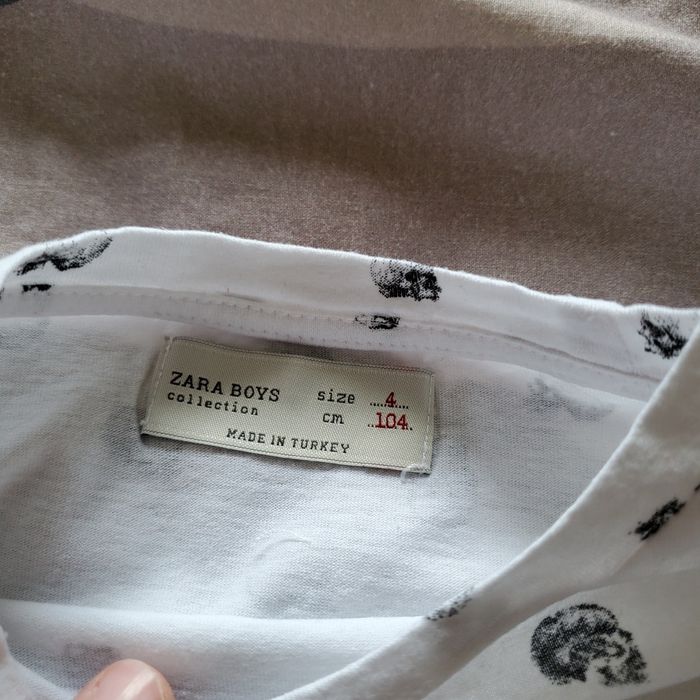 ZARA BOYS size 4
collection cm 104
MADE IN TURKEY